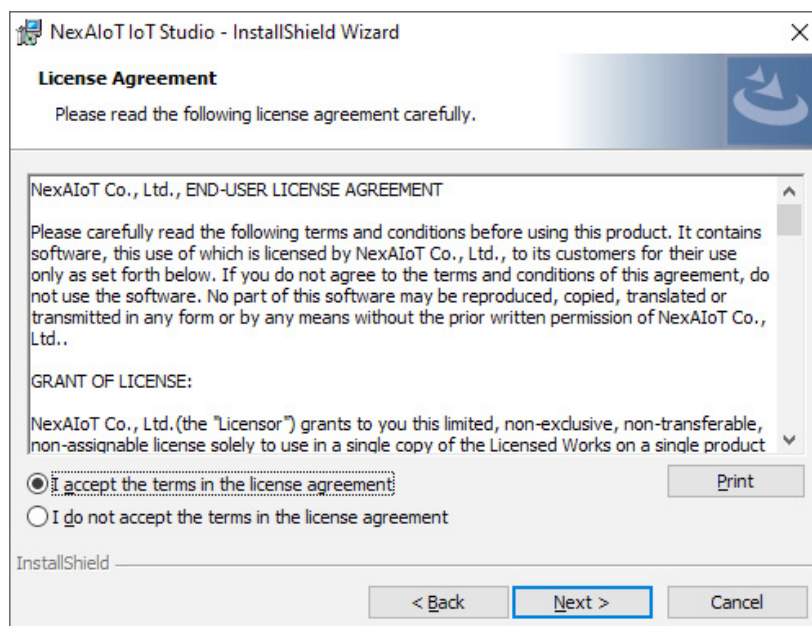 NexAIoT IoT Studio - InstallShield Wizard
License Agreement
Please read the following license agreement carefully.
NexAIoT Co., Ltd., END-USER LICENSE AGREEMENT
Please carefully read the following terms and conditions before using this product. It contains
software, this use of which is licensed by NexAIoT Co., Ltd., to its customers for their use
only as set forth below. If you do not agree to the terms and conditions of this agreement, do
not use the software. No part of this software may be reproduced, copied, translated or
transmitted in any form or by any means without the prior written permission of NexAIoT Co.,
Ltd..
GRANT OF LICENSE:
NexAIoT Co., Ltd.(the "Licensor") grants to you this limited, non-exclusive, non-transferable,
non-assignable license solely to use in a single copy of the Licensed Works on a single product
I accept the terms in the license agreement
Print
I do not accept the terms in the license agreement
InstallShield
< Back
Next >
Cancel